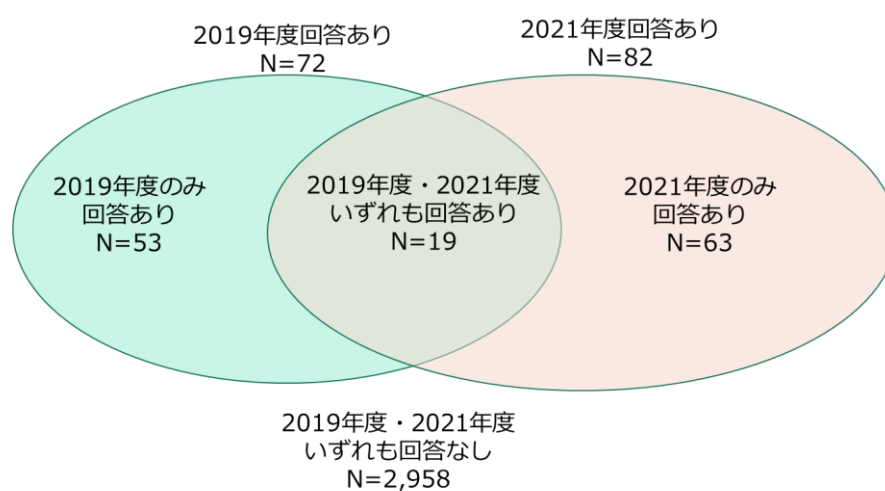 2019年度回答あり
N=72
2021年度回答あり
N=82
2019年度のみ
回答あり
N=53
2019年度・2021年度
いずれも回答あり
N=19
2021年度のみ
回答あり
N=63
2019年度・2021年度
いずれも回答なし
N=2,958